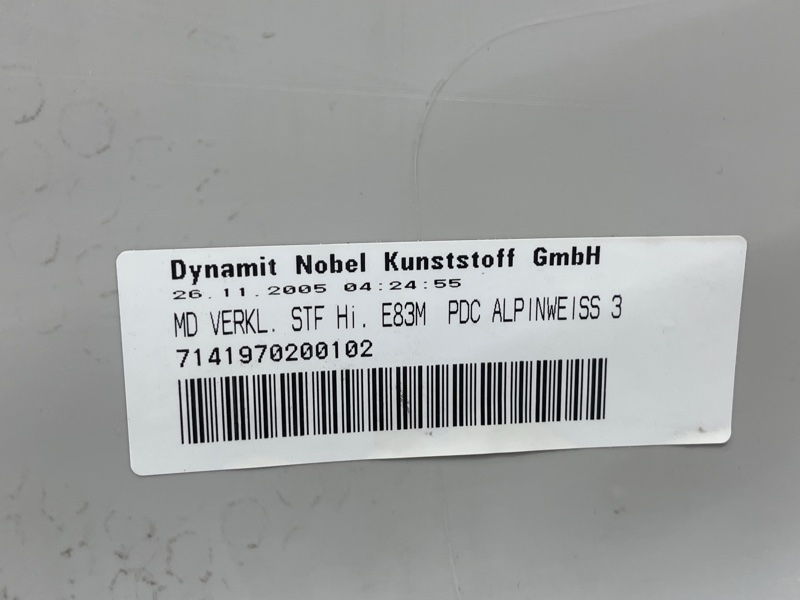 Dynamit Nobel Kunststoff GmbH
26.11.2005 04:24:55
MD VERKL. STF Hi. E83M PDC ALPINWEISS 3
7141970200102